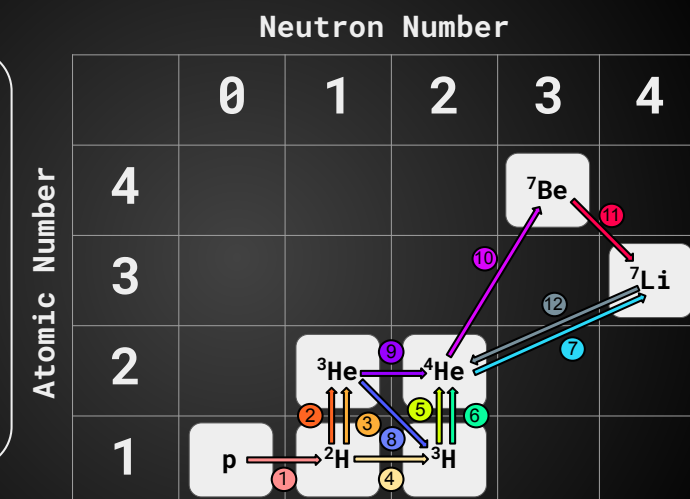 Neutron Number
0 1 2 3 4
Atomic Number
4 ⁷Be
11
10
3 ⁷Li
12
7
2 ³He 9 ⁴He
2 3 8 5 6
1 p ²H ³H
1 4